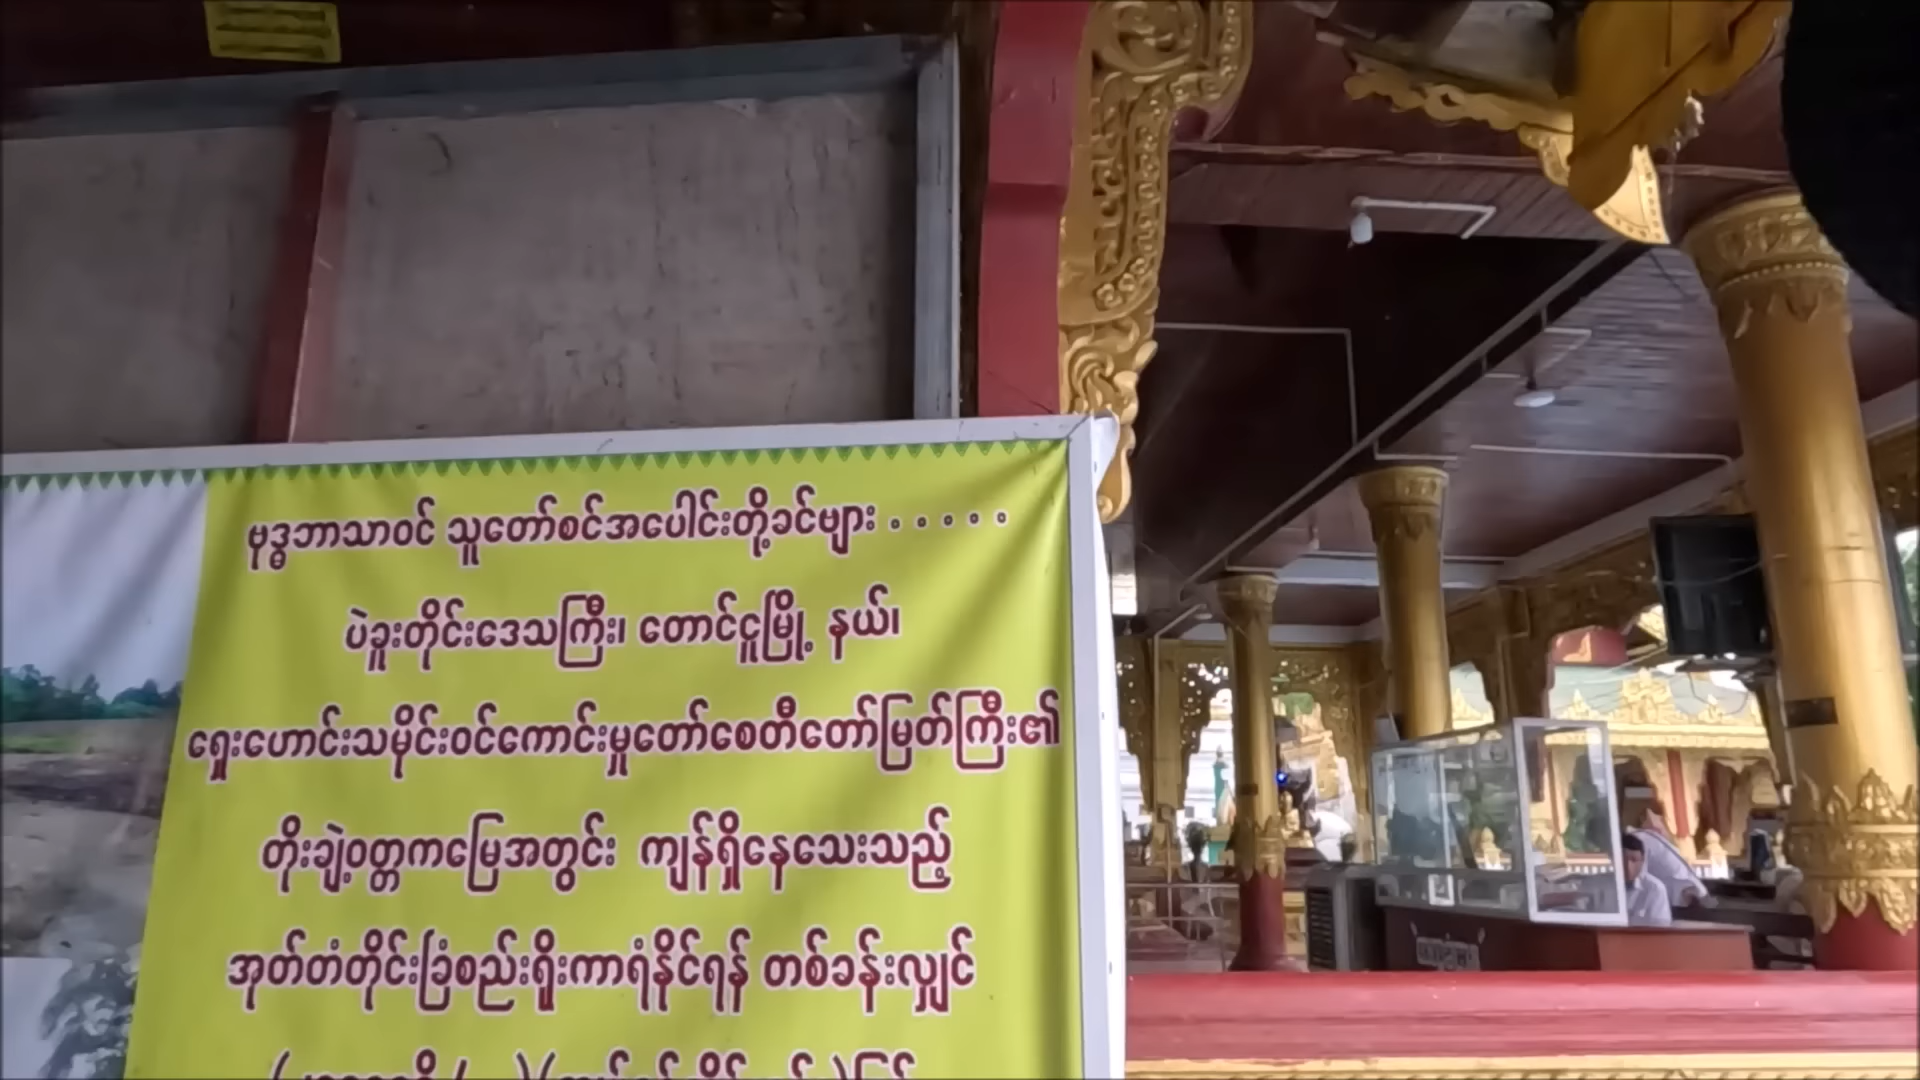 ဗုဒ္ဓဘာသာဝင် သူတော်စင်အပေါင်းတို့ခင်ဗျား . . . . .
ပဲခူးတိုင်းဒေသကြီး၊ တောင်ငူမြို့ နယ်၊
ရှေးဟောင်းသမိုင်းဝင်ကောင်းမှုတော်စေတီတော်မြတ်ကြီး၏
တိုးချဲ့ဝတ္တကမြေအတွင်း ကျန်ရှိနေသေးသည့်
အုတ်တံတိုင်းခြံစည်းရိုးကာရံနိုင်ရန် တစ်ခန်းလျှင်